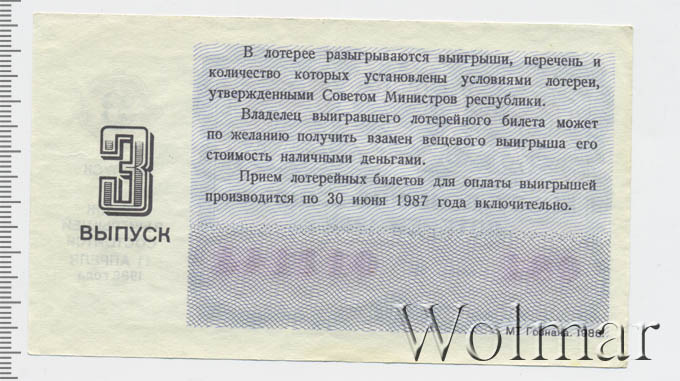 В лотерее разыгрываются выигрыши, перечень и
количество которых установлены условиями лотереи,
утвержденными Советом Министров республики.
Владелец выигравшего лотерейного билета может
по желанию получить взамен вещевого выигрыша его
стоимость наличными деньгами.
Прием лотерейных билетов для оплаты выигрышей
производится по 30 июня 1987 года включительно.
3
ВЫПУСК
МТ Гознака. 1986.
Wolmar